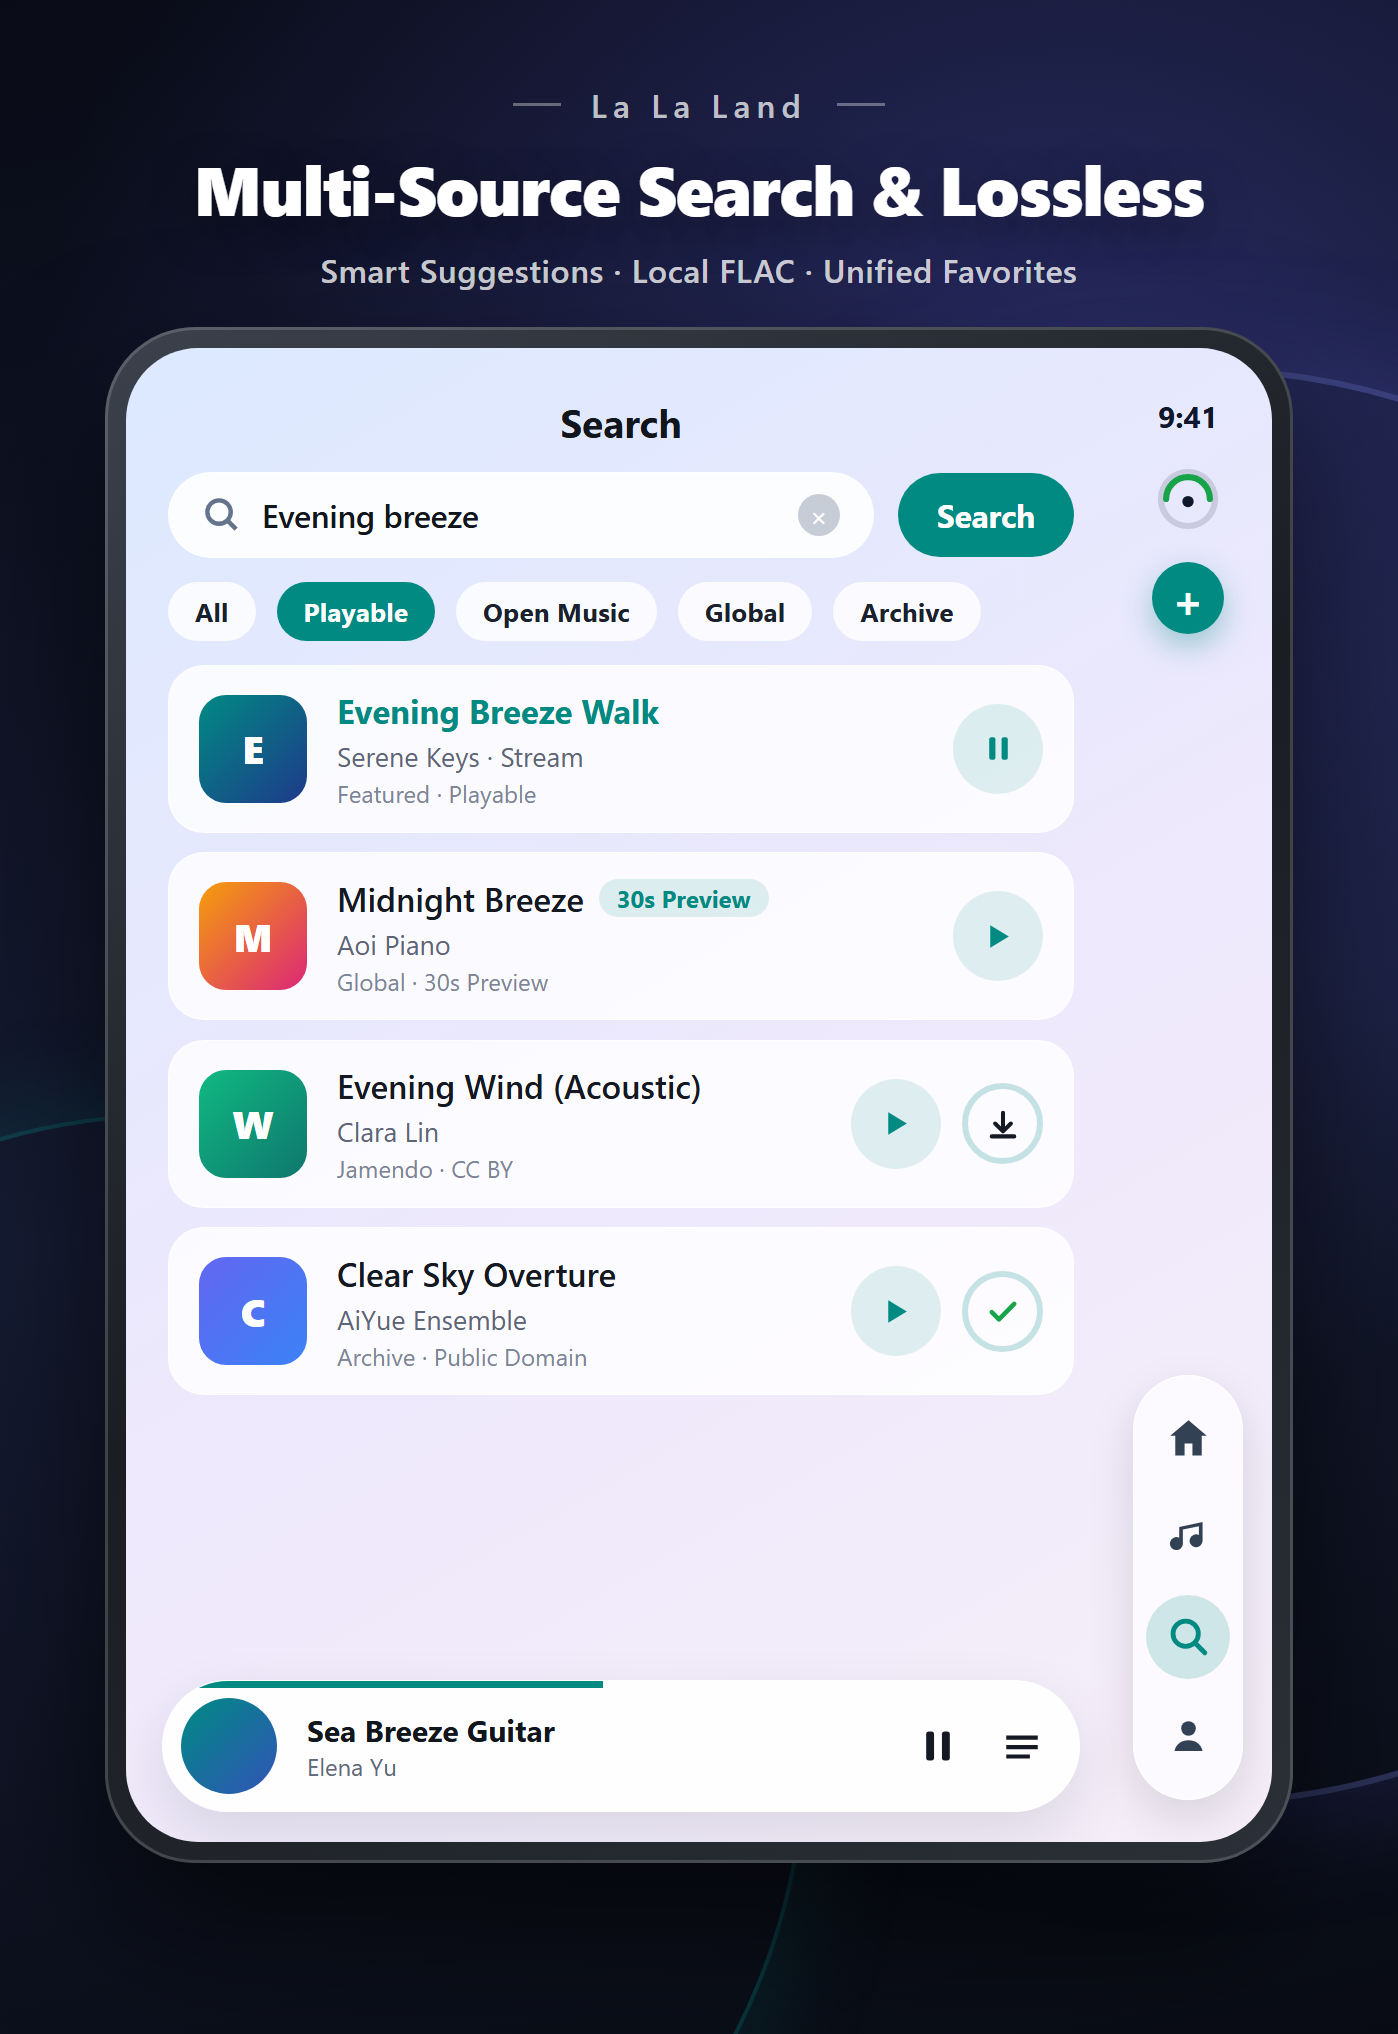 La La Land
Multi-Source Search & Lossless
Smart Suggestions · Local FLAC · Unified Favorites
Search
9:41
Evening breeze
Search
All
Playable
Open Music
Global
Archive
E
Evening Breeze Walk
Serene Keys · Stream
Featured · Playable
M
Midnight Breeze
30s Preview
Aoi Piano
Global · 30s Preview
W
Evening Wind (Acoustic)
Clara Lin
Jamendo · CC BY
C
Clear Sky Overture
AiYue Ensemble
Archive · Public Domain
Sea Breeze Guitar
Elena Yu